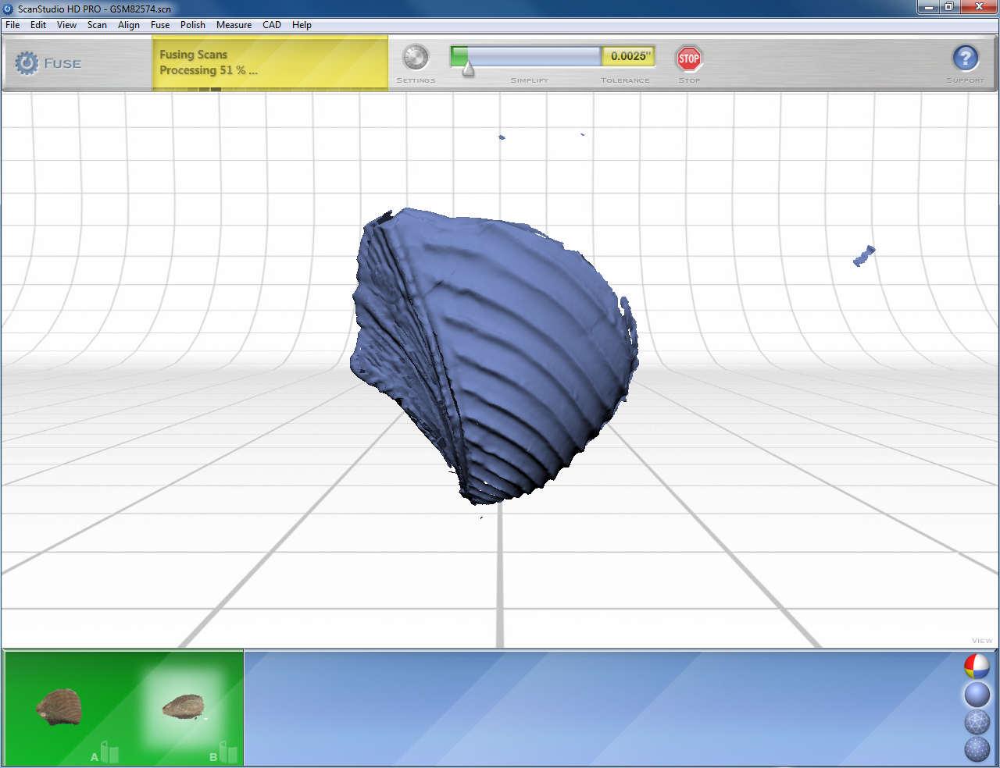 ScanStudio HD PRO - GSM82574.scn
File Edit View Scan Align Fuse Polish Measure CAD Help
FUSE
Fusing Scans
Processing 51 % ...
0.0025"
STOP
?
SETTINGS SIMPLIFY TOLERANCE STOP SUPPORT
VIEW
A B